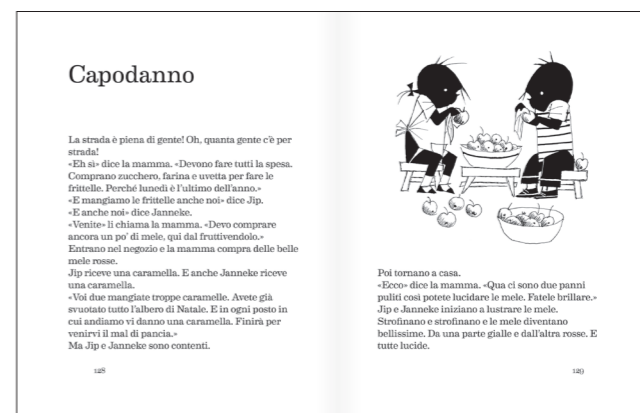 Capodanno
La strada è piena di gente! Oh, quanta gente c'è per
strada!
«Eh sì» dice la mamma. «Devono fare tutti la spesa.
Comprano zucchero, farina e uvetta per fare le
frittelle. Perché lunedì è l'ultimo dell'anno.»
«E mangiamo le frittelle anche noi» dice Jip.
«E anche noi» dice Janneke.
«Venite» li chiama la mamma. «Devo comprare
ancora un po' di mele, qui dal fruttivendolo.»
Entrano nel negozio e la mamma compra delle belle
mele rosse.
Jip riceve una caramella. E anche Janneke riceve
una caramella.
«Voi due mangiate troppe caramelle. Avete già
svuotato tutto l'albero di Natale. E in ogni posto in
cui andiamo vi danno una caramella. Finirà per
venirvi il mal di pancia.»
Ma Jip e Janneke sono contenti.
128
Poi tornano a casa.
«Ecco» dice la mamma. «Qua ci sono due panni
puliti così potete lucidare le mele. Fatele brillare.»
Jip e Janneke iniziano a lustrare le mele.
Strofinano e strofinano e le mele diventano
bellissime. Da una parte gialle e dall'altra rosse. E
tutte lucide.
129